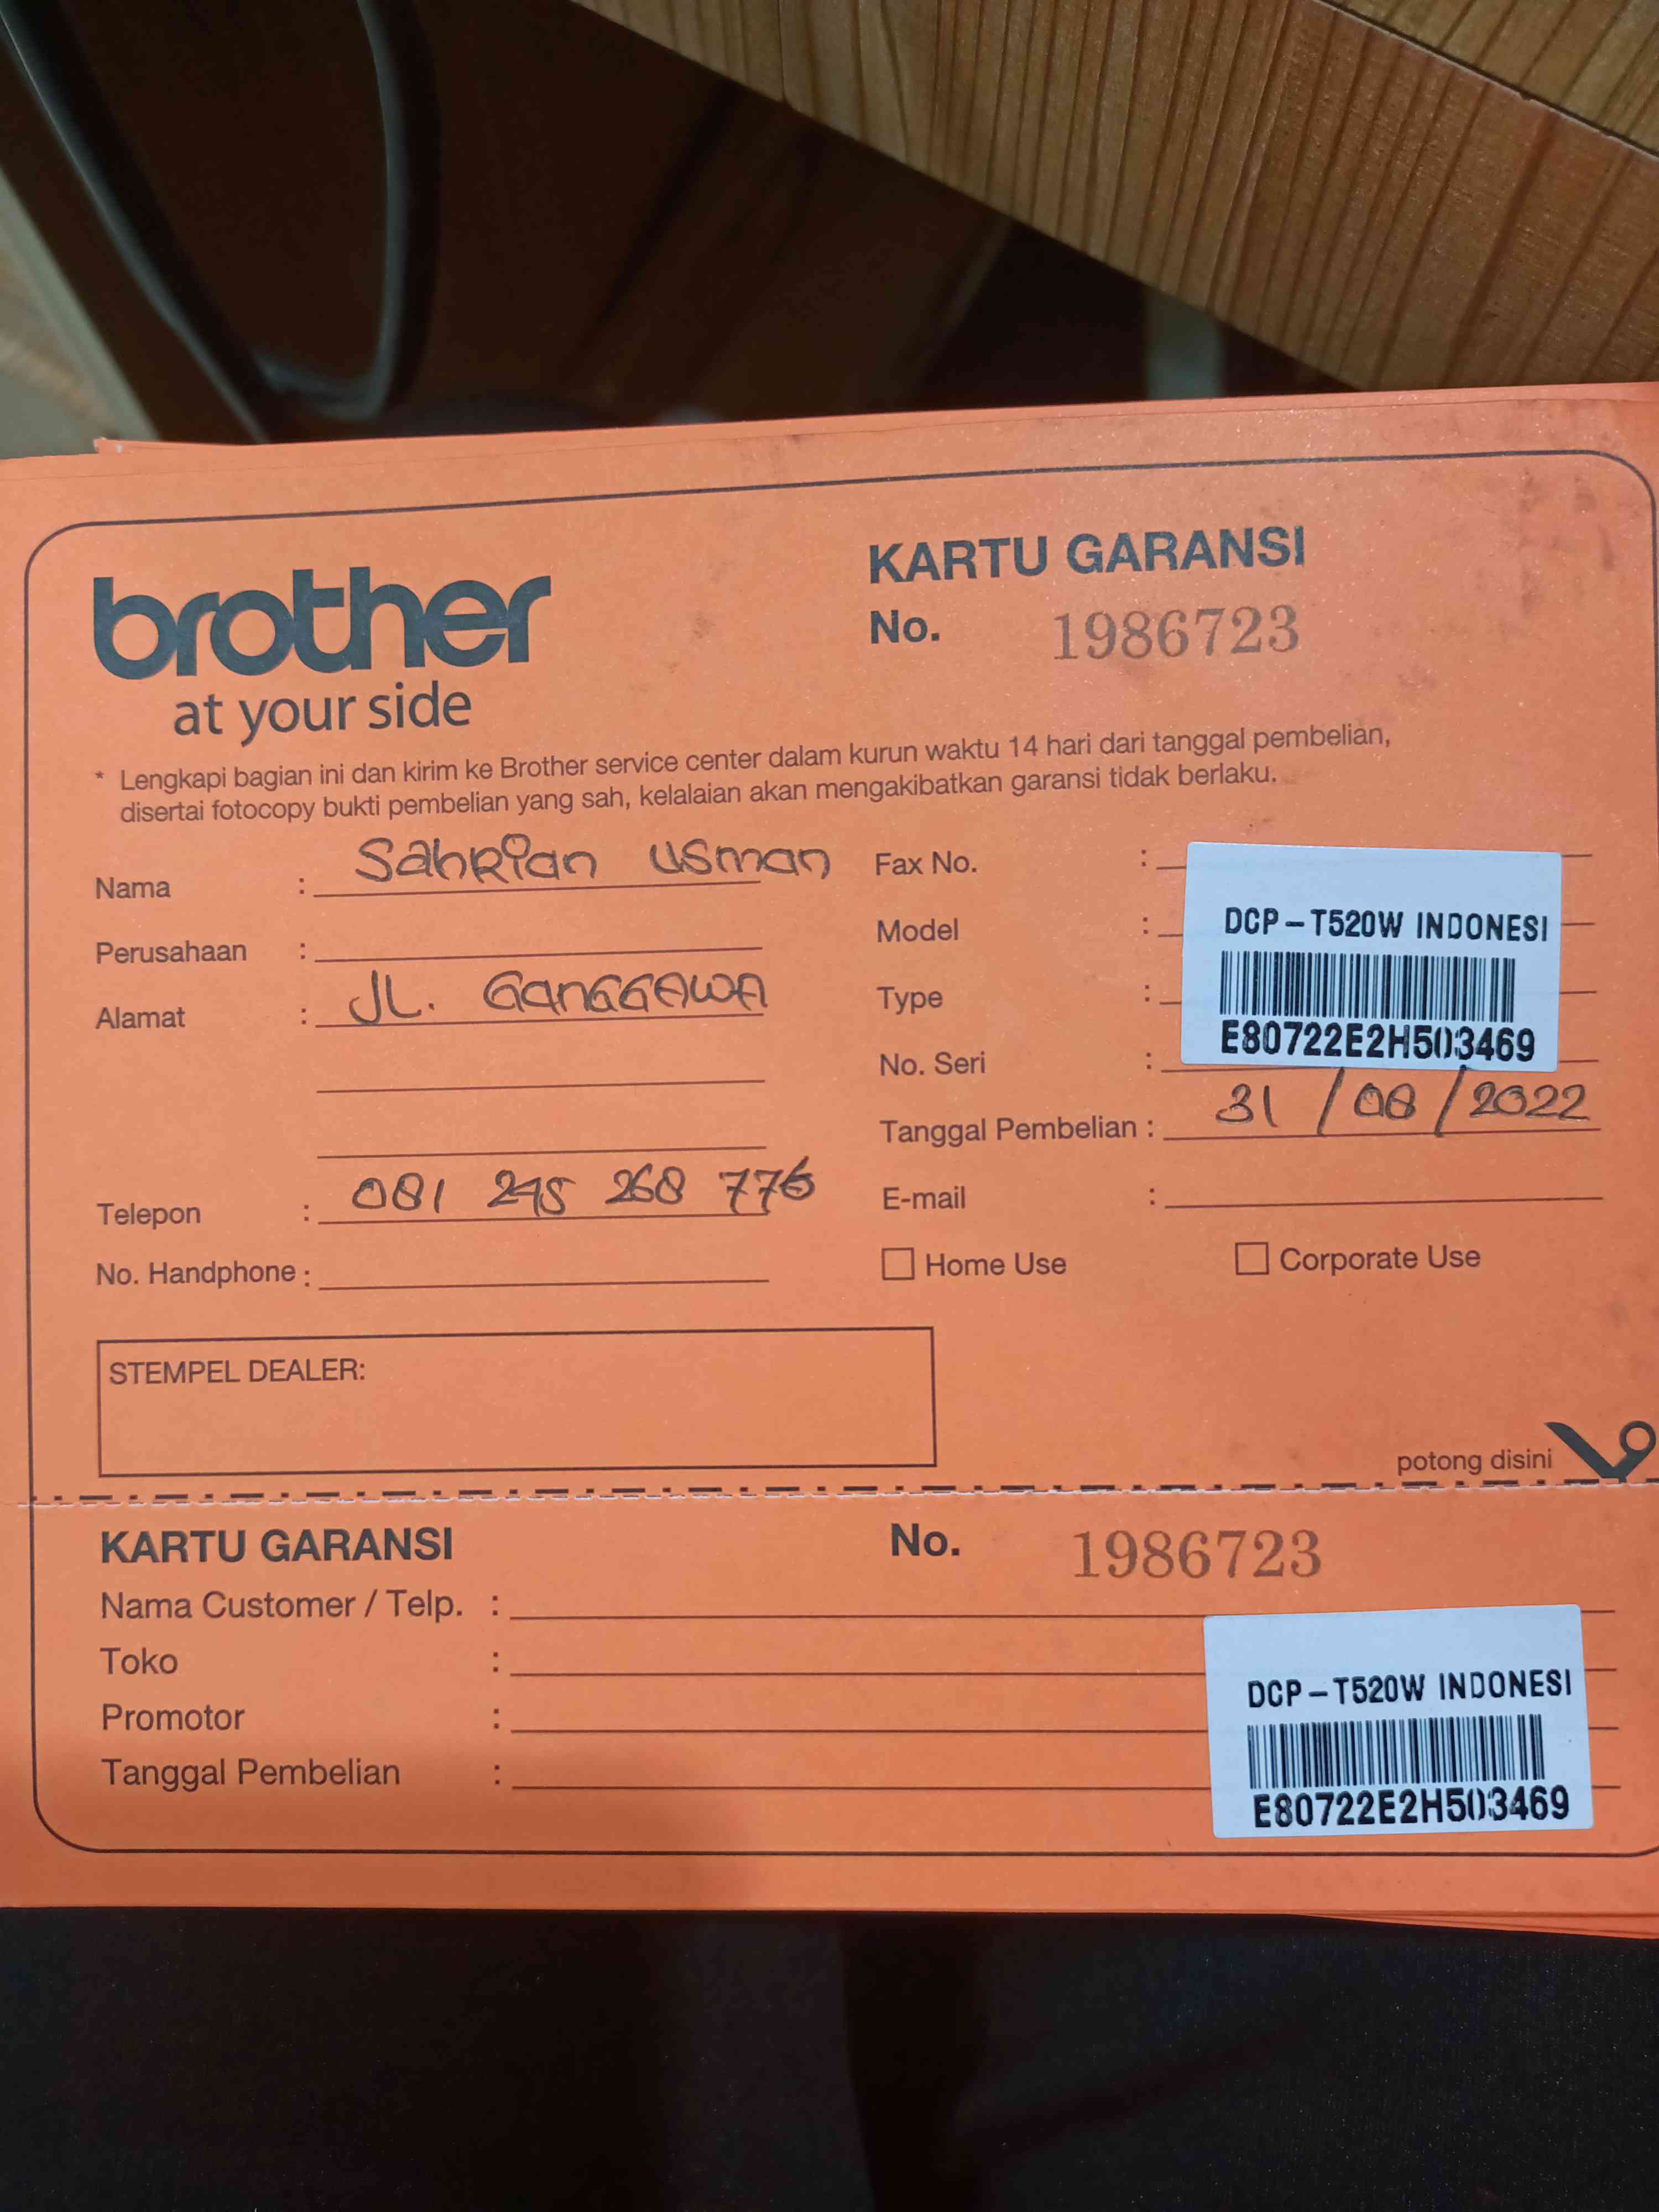 brother
at your side
KARTU GARANSI
No. 1986723
* Lengkapi bagian ini dan kirim ke Brother service center dalam kurun waktu 14 hari dari tanggal pembelian,
disertai fotocopy bukti pembelian yang sah, kelalaian akan mengakibatkan garansi tidak berlaku.
Nama : Sahrian Usman
Perusahaan :
Alamat : JL. GANGGAWA
Telepon : 081 245 268 776
No. Handphone :
Fax No. :
Model :
Type :
No. Seri :
DCP-T520W INDONESI
E80722E2H503469
Tanggal Pembelian : 31 / 08 / 2022
E-mail :
Home Use Corporate Use
STEMPEL DEALER:
potong disini
KARTU GARANSI No. 1986723
Nama Customer / Telp. :
Toko :
Promotor :
Tanggal Pembelian :
DCP-T520W INDONESI
E80722E2H503469